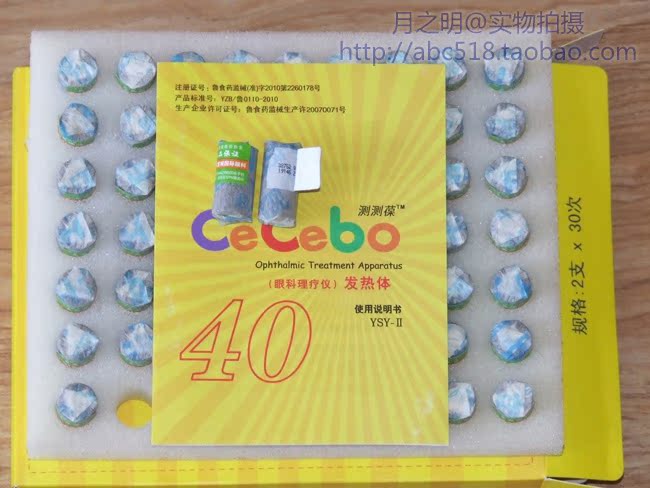 月之明@实物拍摄
http://abc518.taobao.com
注册证号：鲁食药监械(准)字2010第2260178号
产品标准号：YZB/鲁0110-2010
生产企业许可证号：鲁食药监械生产许20070071号
测测葆™
CeCebo
Ophthalmic Treatment Apparatus
(眼科理疗仪) 发热体
使用说明书
YSY-II
40
规格:2支 x 30次